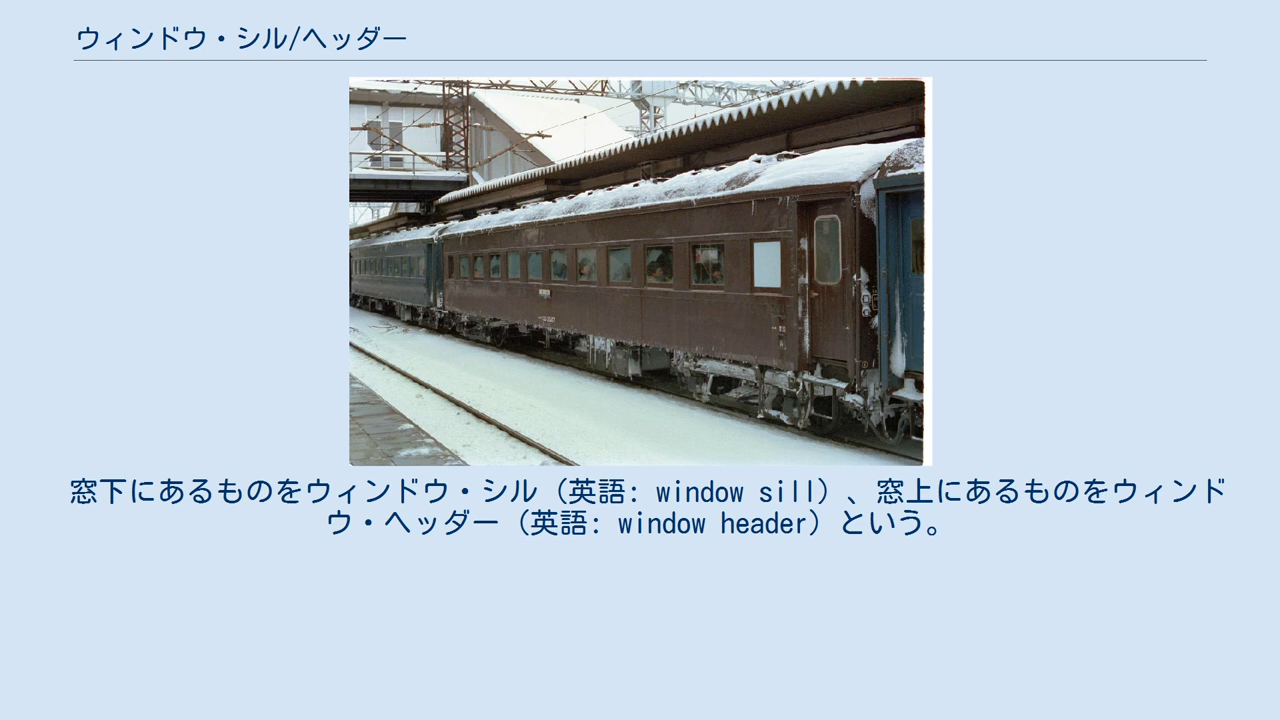 ウィンドウ・シル/ヘッダー
窓下にあるものをウィンドウ・シル（英語: window sill）、窓上にあるものをウィンド
ウ・ヘッダー（英語: window header）という。